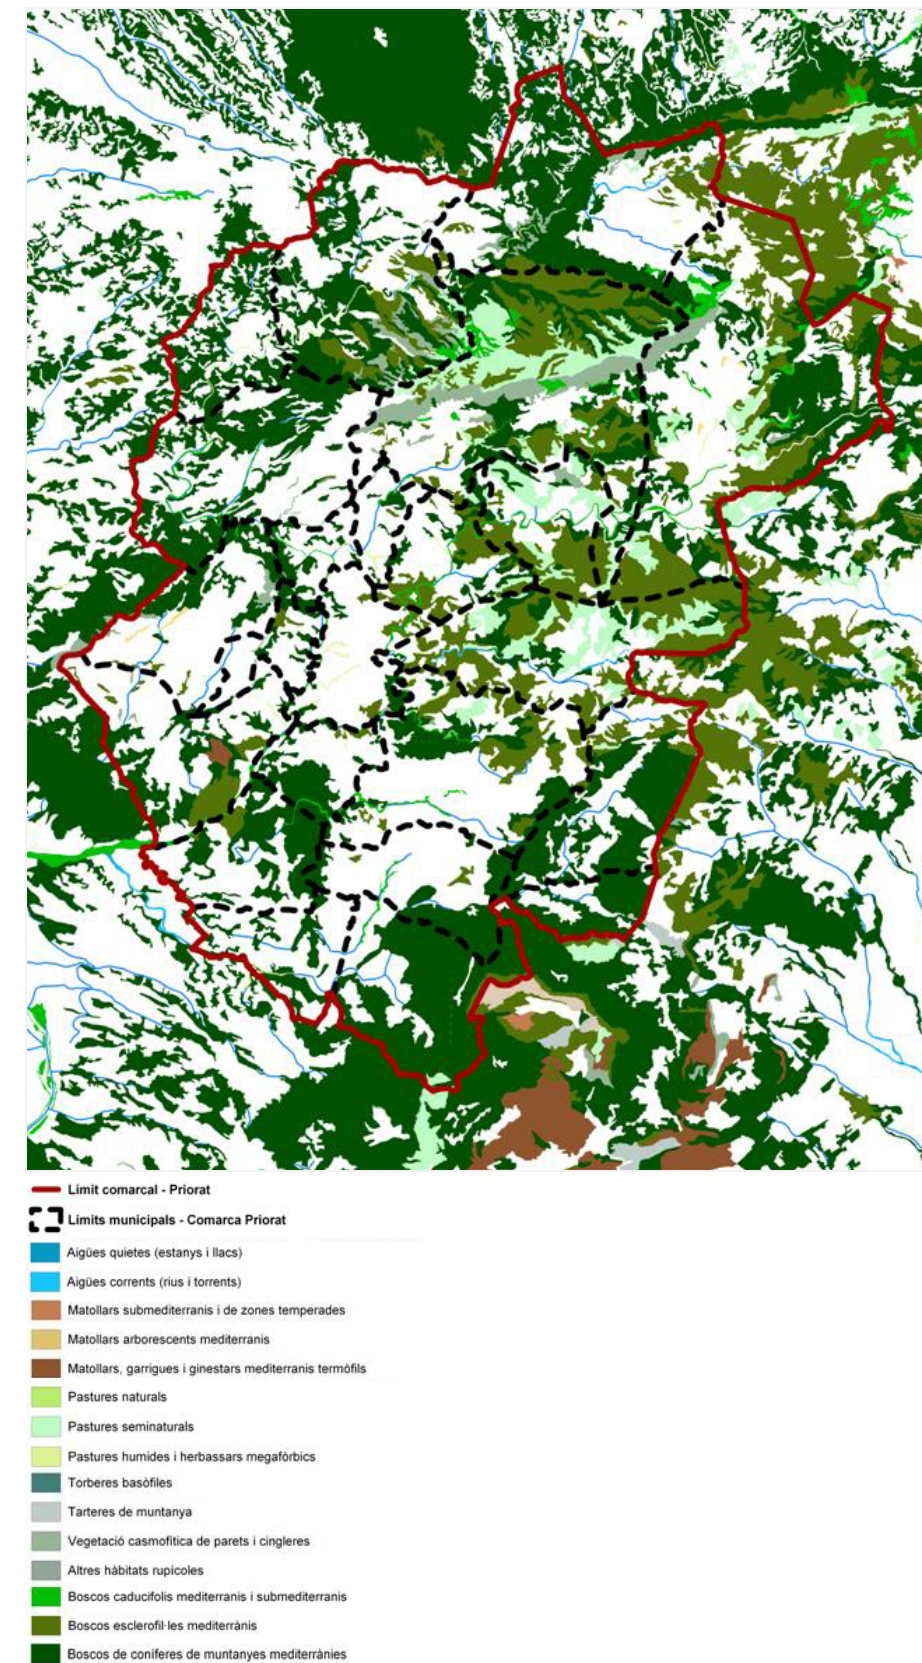 Límit comarcal - Priorat
Límits municipals - Comarca Priorat
Aigües quietes (estanys i llacs)
Aigües corrents (rius i torrents)
Matollars submediterranis i de zones temperades
Matollars arborescents mediterranis
Matollars, garrigues i ginestars mediterranis termòfils
Pastures naturals
Pastures seminaturals
Pastures humides i herbassars megafòrbics
Torberes basòfiles
Tarteres de muntanya
Vegetació casmofítica de parets i cingleres
Altres hàbitats rupícoles
Boscos caducifolis mediterranis i submediterranis
Boscos esclerofil·les mediterrànis
Boscos de coníferes de muntanyes mediterrànies